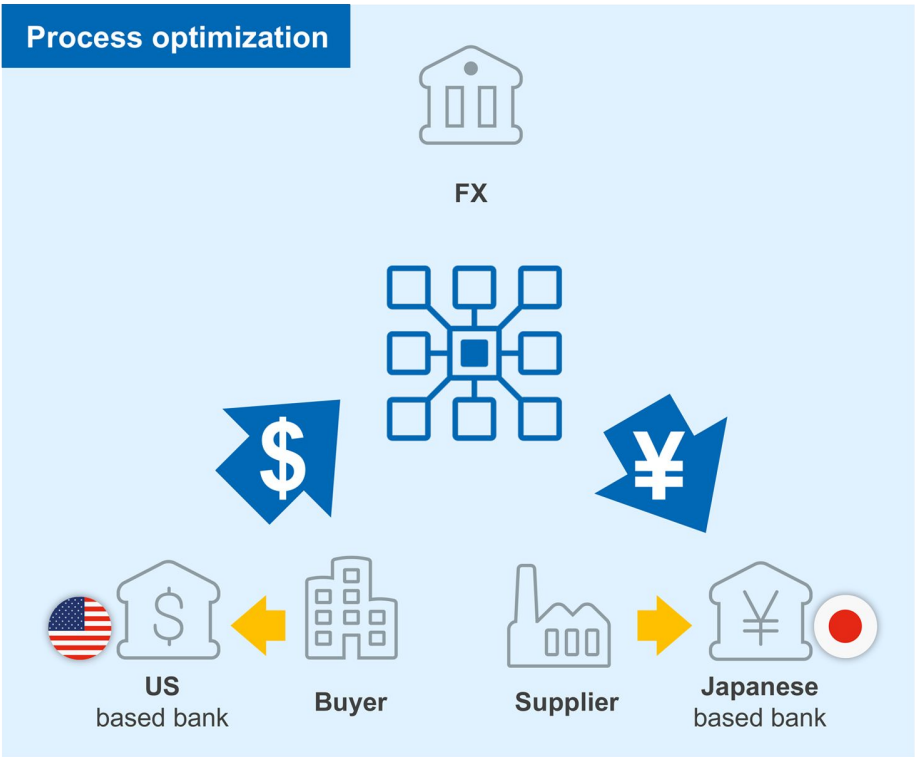 Process optimization
FX
$
¥
$
¥
US
based bank
Buyer
Supplier
Japanese
based bank